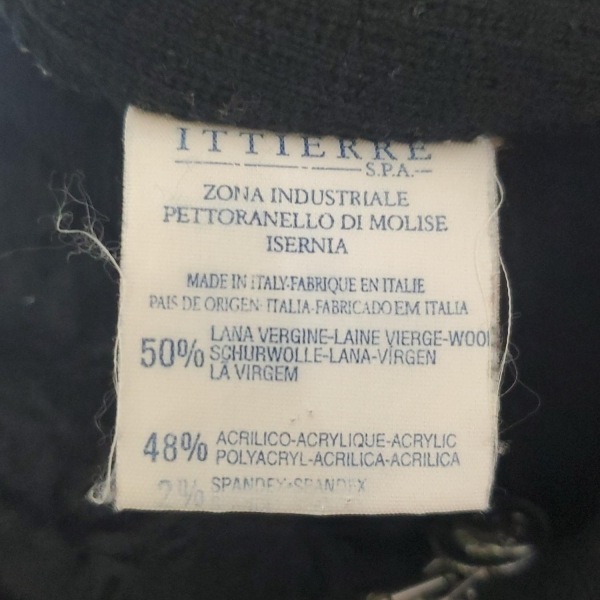 ITTIERRE
S.P.A.
ZONA INDUSTRIALE
PETTORANELLO DI MOLISE
ISERNIA
MADE IN ITALY-FABRIQUE EN ITALIE
PAIS DE ORIGEN-ITALIA-FABRICADO EM ITALIA
50% LANA VERGINE-LAINE VIERGE-WOOL
SCHURWOLLE-LANA-VIRGEN
LÃ VIRGEM
48% ACRILICO-ACRYLIQUE-ACRYLIC
POLYACRYL-ACRILICA-ACRILICA
2% SPANDEX-SPANDEX